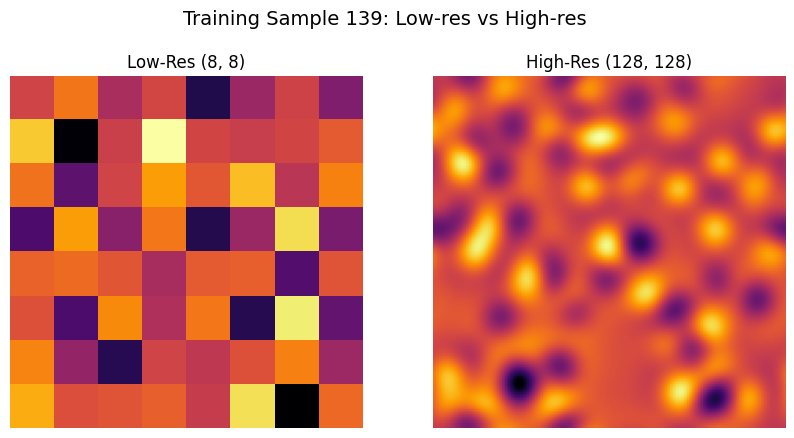 Training Sample 139: Low-res vs High-res
Low-Res (8, 8)
High-Res (128, 128)